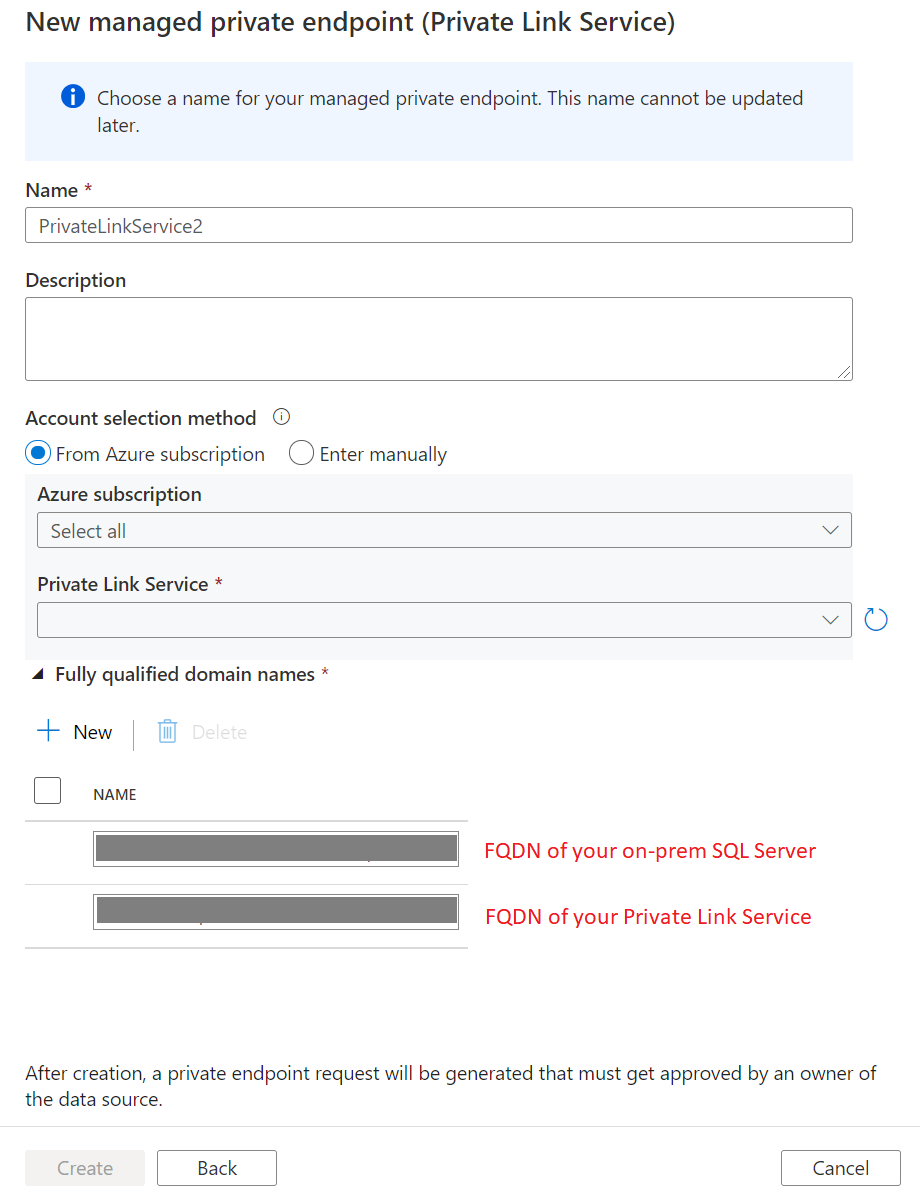 New managed private endpoint (Private Link Service)
Choose a name for your managed private endpoint. This name cannot be updated
later.
Name *
PrivateLinkService2
Description
Account selection method
From Azure subscription Enter manually
Azure subscription
Select all
Private Link Service *
Fully qualified domain names *
New Delete
NAME
FQDN of your on-prem SQL Server
FQDN of your Private Link Service
After creation, a private endpoint request will be generated that must get approved by an owner of
the data source.
Create Back Cancel